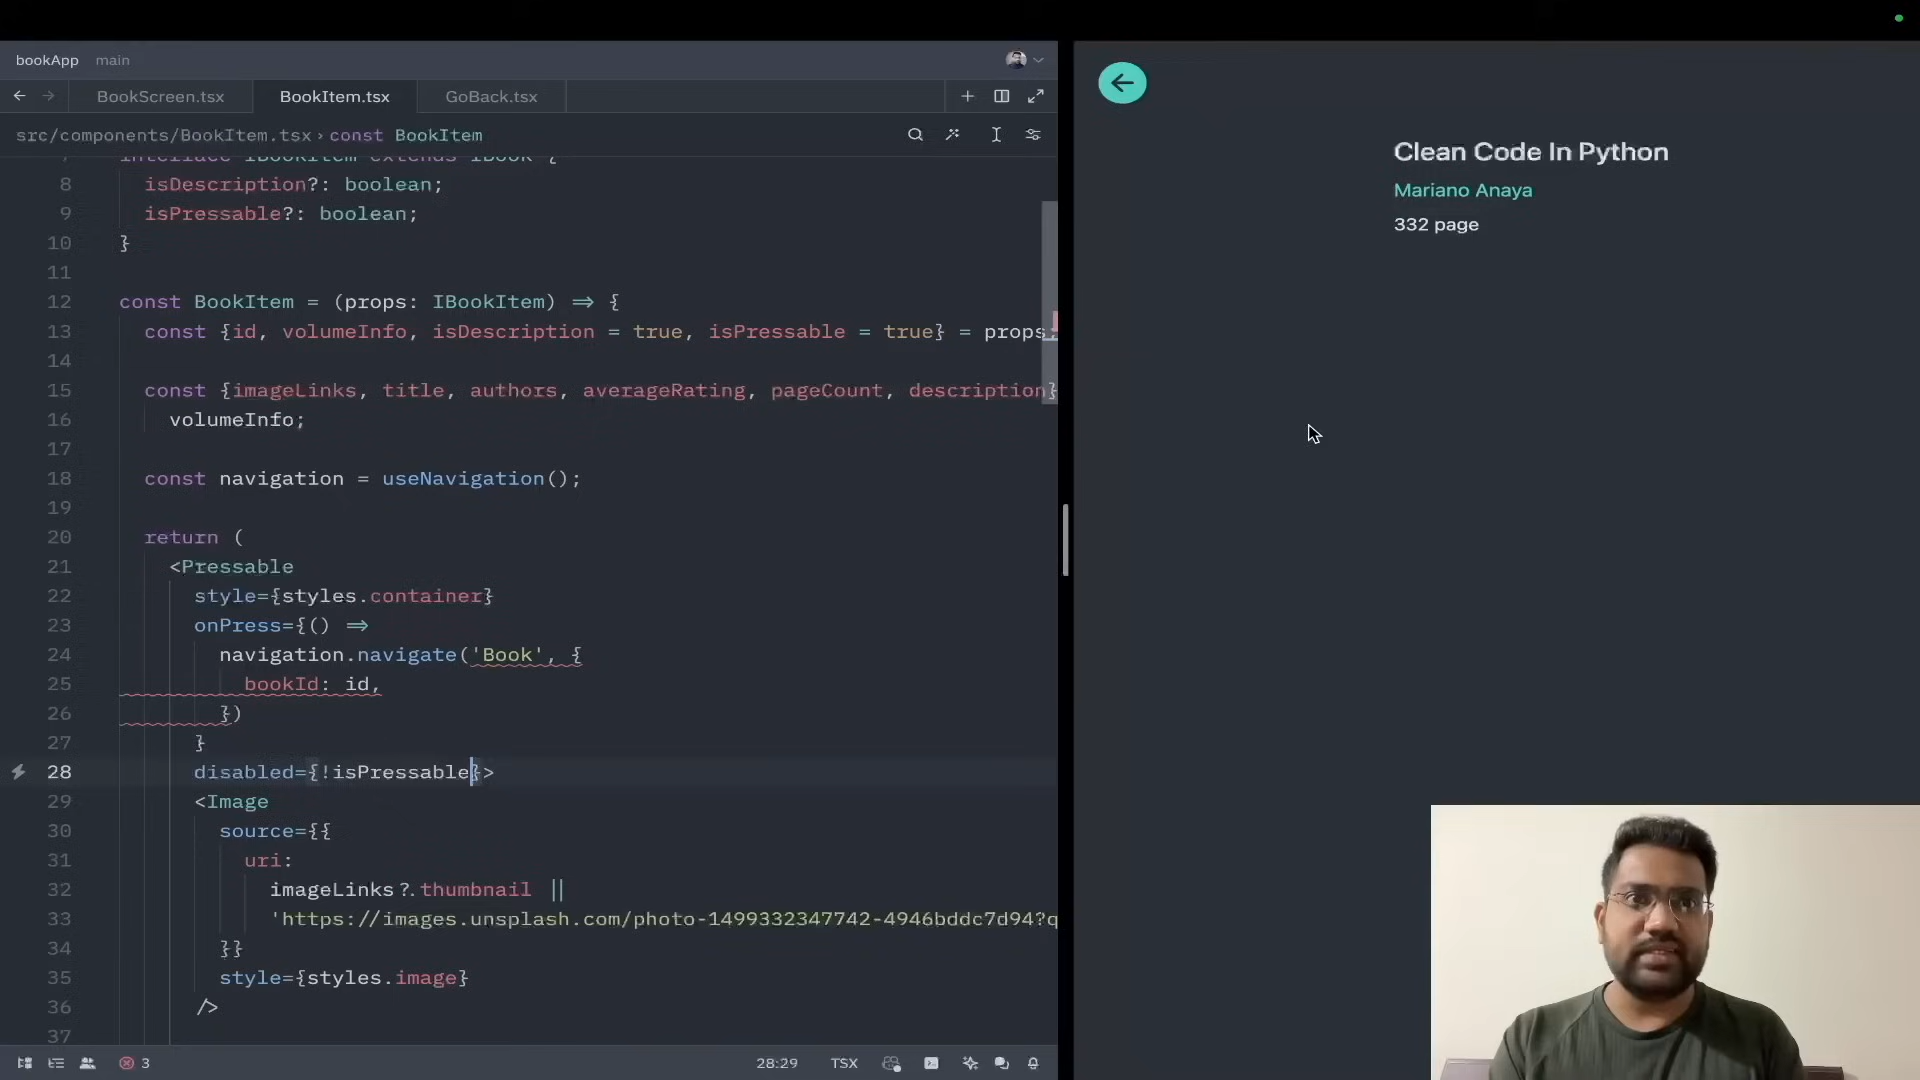 bookApp main
BookScreen.tsx BookItem.tsx GoBack.tsx
src/components/BookItem.tsx › const BookItem
7 interface IBookItem extends IBook {
8 isDescription?: boolean;
9 isPressable?: boolean;
10 }
11
12 const BookItem = (props: IBookItem) => {
13 const {id, volumeInfo, isDescription = true, isPressable = true} = props;
14
15 const {imageLinks, title, authors, averageRating, pageCount, description}
16 volumeInfo;
17
18 const navigation = useNavigation();
19
20 return (
21 <Pressable
22 style={styles.container}
23 onPress={() =>
24 navigation.navigate('Book', {
25 bookId: id,
26 })
27 }
28 disabled={!isPressable}>
29 <Image
30 source={{
31 uri:
32 imageLinks?.thumbnail ||
33 'https://images.unsplash.com/photo-1499332347742-4946bddc7d94?q
34 }}
35 style={styles.image}
36 />
37
3 28:29 TSX
Clean Code In Python
Mariano Anaya
332 page